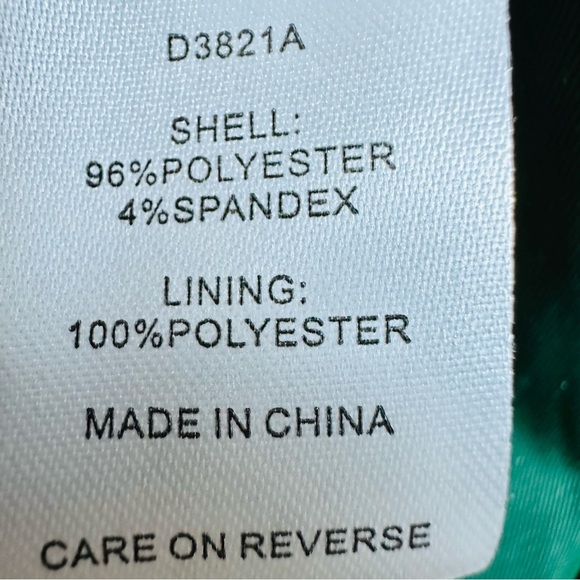 D3821A
SHELL:
96%POLYESTER
4%SPANDEX
LINING:
100%POLYESTER
MADE IN CHINA
CARE ON REVERSE